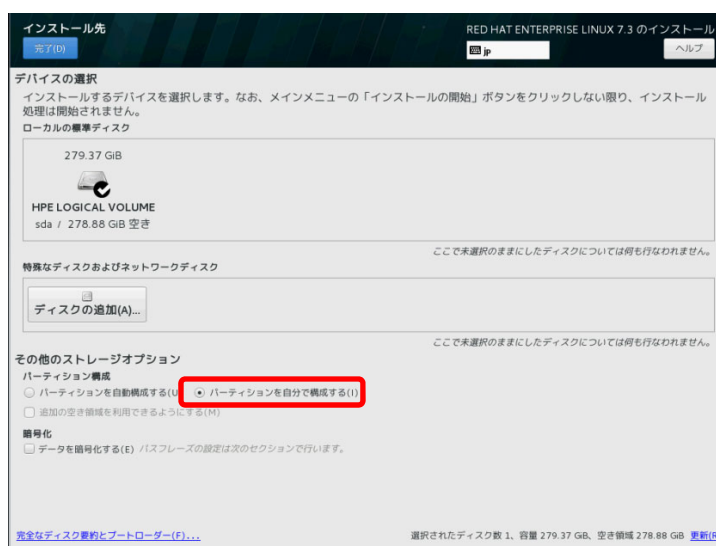 インストール先
RED HAT ENTERPRISE LINUX 7.3 のインストール
完了(D)
jp
ヘルプ
デバイスの選択
インストールするデバイスを選択します。なお、メインメニューの「インストールの開始」ボタンをクリックしない限り、インストール
処理は開始されません。
ローカルの標準ディスク
279.37 GiB
HPE LOGICAL VOLUME
sda / 278.88 GiB 空き
ここで未選択のままにしたディスクについては何も行なわれません。
特殊なディスクおよびネットワークディスク
ディスクの追加(A)...
ここで未選択のままにしたディスクについては何も行なわれません。
その他のストレージオプション
パーティション構成
パーティションを自動構成する(U
パーティションを自分で構成する(I)
追加の空き領域を利用できるようにする(M)
暗号化
データを暗号化する(E) パスフレーズの設定は次のセクションで行います。
完全なディスク要約とブートローダー(F)...
選択されたディスク数 1、容量 279.37 GiB、空き領域 278.88 GiB 更新(R